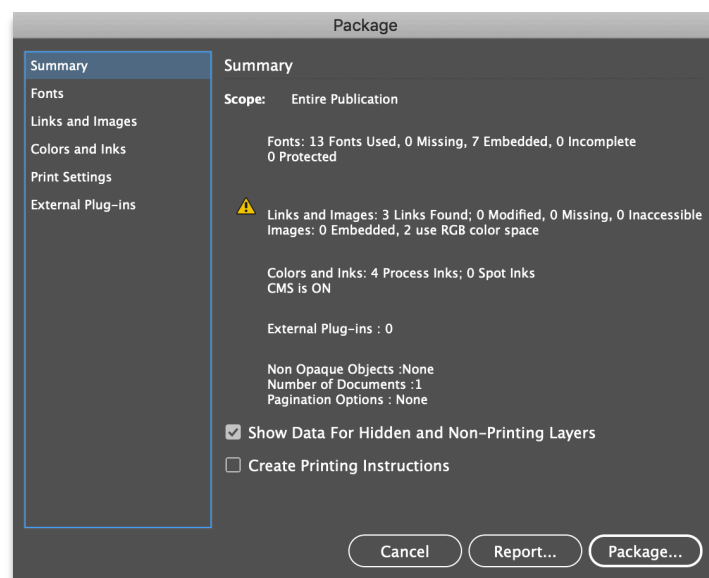 Package
Summary
Fonts
Links and Images
Colors and Inks
Print Settings
External Plug-ins
Summary
Scope: Entire Publication
Fonts: 13 Fonts Used, 0 Missing, 7 Embedded, 0 Incomplete
0 Protected
Links and Images: 3 Links Found; 0 Modified, 0 Missing, 0 Inaccessible
Images: 0 Embedded, 2 use RGB color space
Colors and Inks: 4 Process Inks; 0 Spot Inks
CMS is ON
External Plug-ins : 0
Non Opaque Objects :None
Number of Documents :1
Pagination Options : None
Show Data For Hidden and Non-Printing Layers
Create Printing Instructions
Cancel Report... Package...